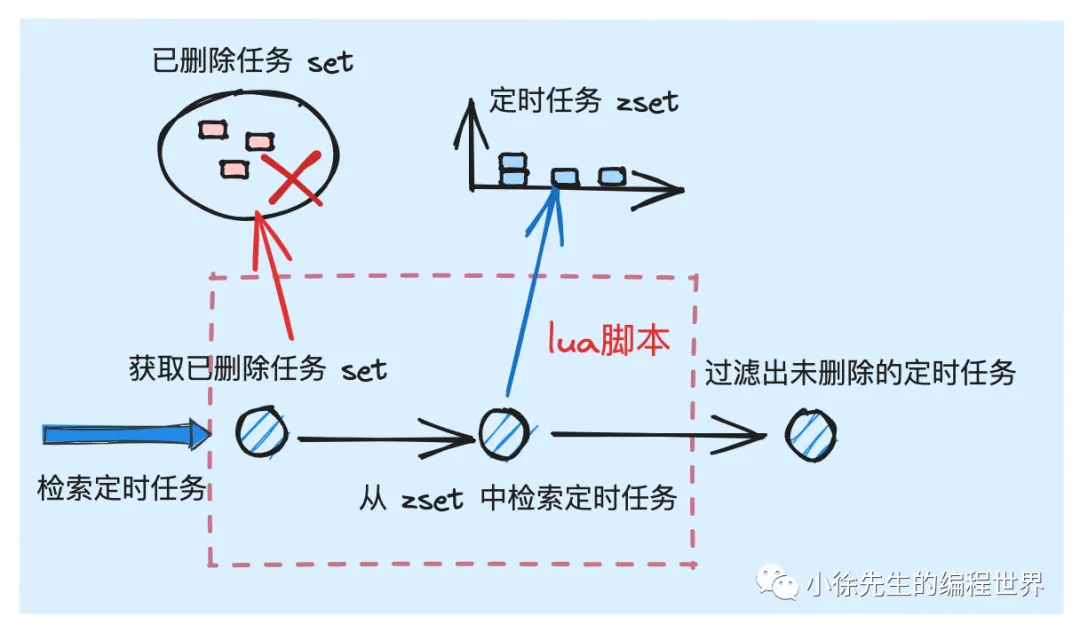 已删除任务 set
定时任务 zset
lua脚本
获取已删除任务 set
过滤出未删除的定时任务
检索定时任务
从 zset 中检索定时任务
小徐先生的编程世界